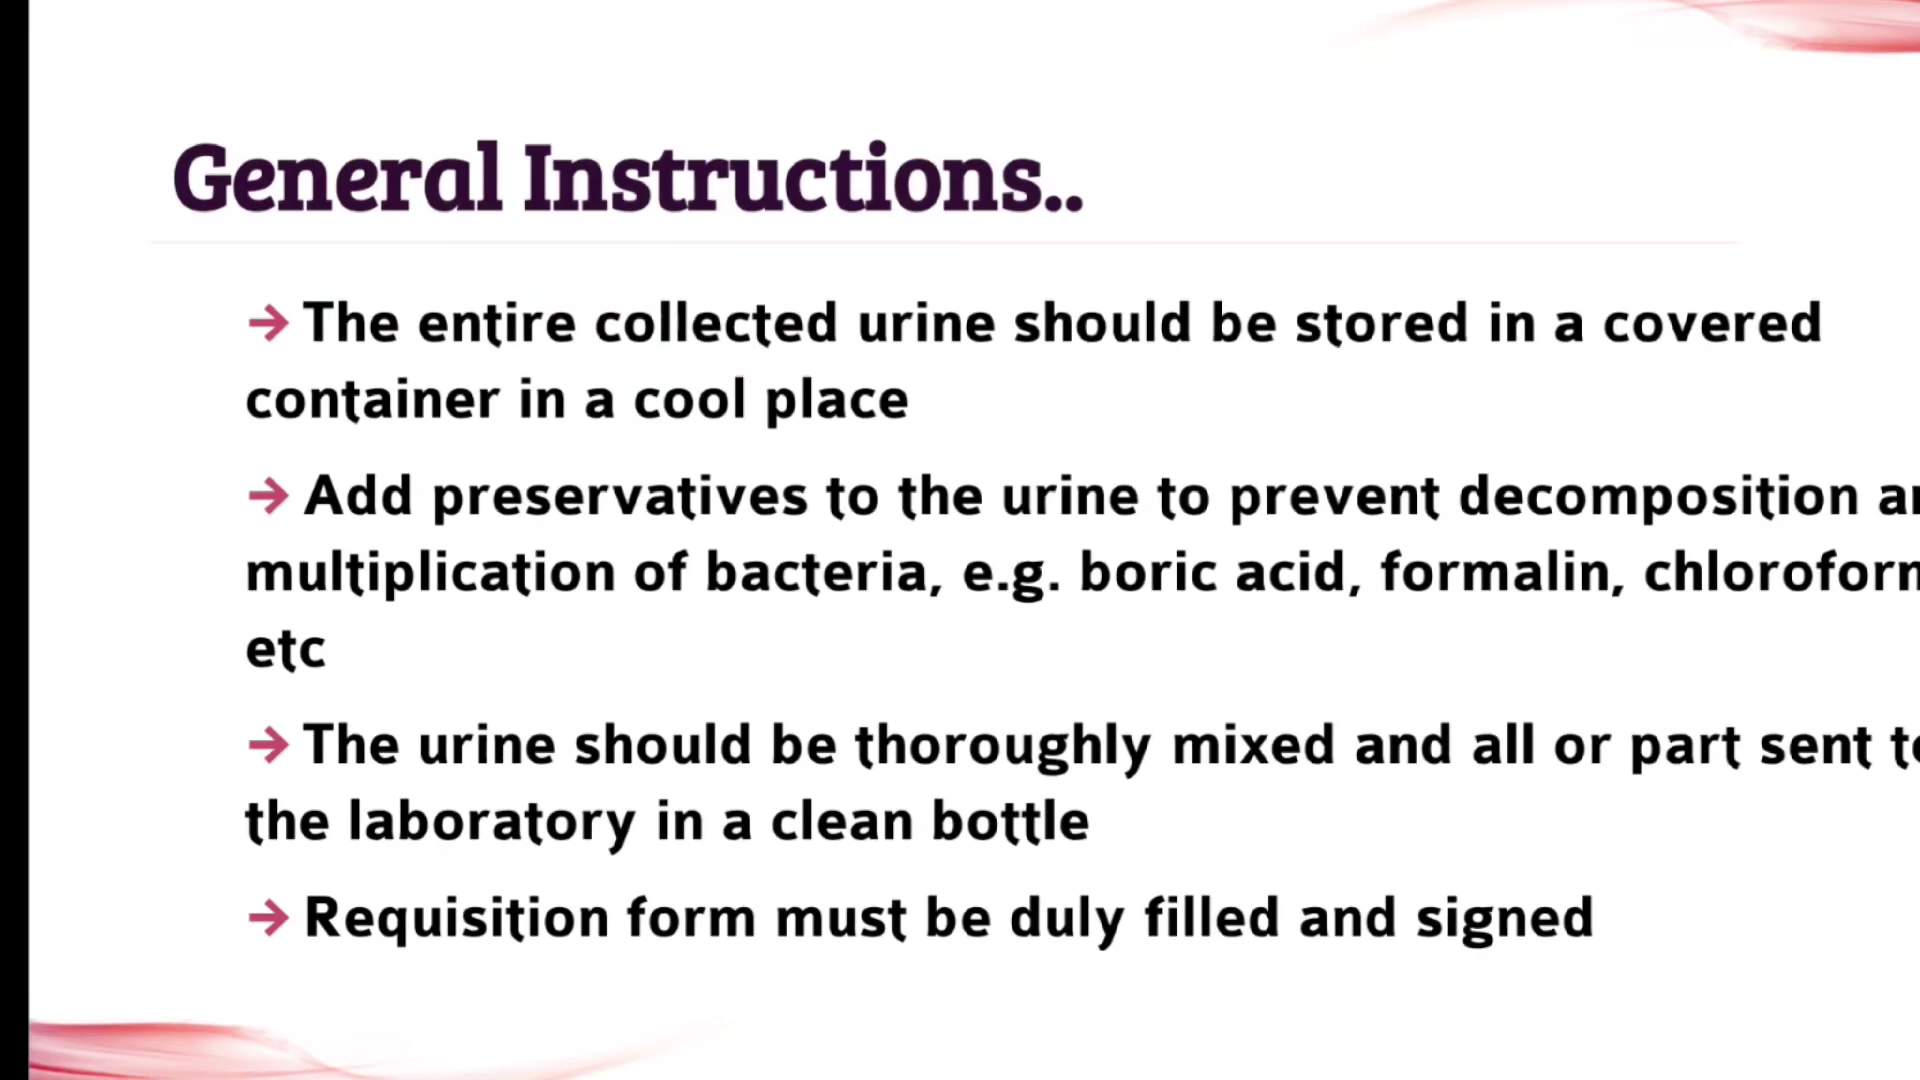 General Instructions..
→ The entire collected urine should be stored in a covered
container in a cool place
→ Add preservatives to the urine to prevent decomposition
multiplication of bacteria, e.g. boric acid, formalin,
etc
→ The urine should be thoroughly mixed and all or part sent
the laboratory in a clean bottle
→ Requisition form must be duly filled and signed